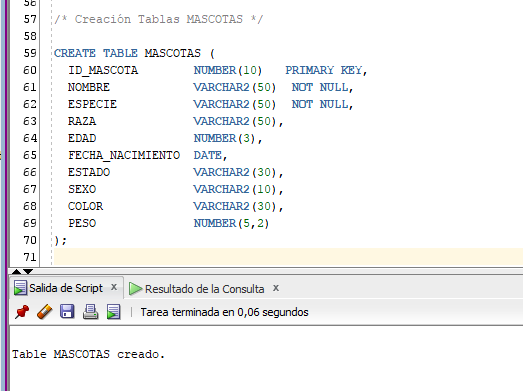 56
57 /* Creación Tablas MASCOTAS */
58
59 CREATE TABLE MASCOTAS (
60 ID_MASCOTA NUMBER(10) PRIMARY KEY,
61 NOMBRE VARCHAR2(50) NOT NULL,
62 ESPECIE VARCHAR2(50) NOT NULL,
63 RAZA VARCHAR2(50),
64 EDAD NUMBER(3),
65 FECHA_NACIMIENTO DATE,
66 ESTADO VARCHAR2(30),
67 SEXO VARCHAR2(10),
68 COLOR VARCHAR2(30),
69 PESO NUMBER(5,2)
70 );
71
Salida de Script x Resultado de la Consulta x
Tarea terminada en 0,06 segundos
Table MASCOTAS creado.